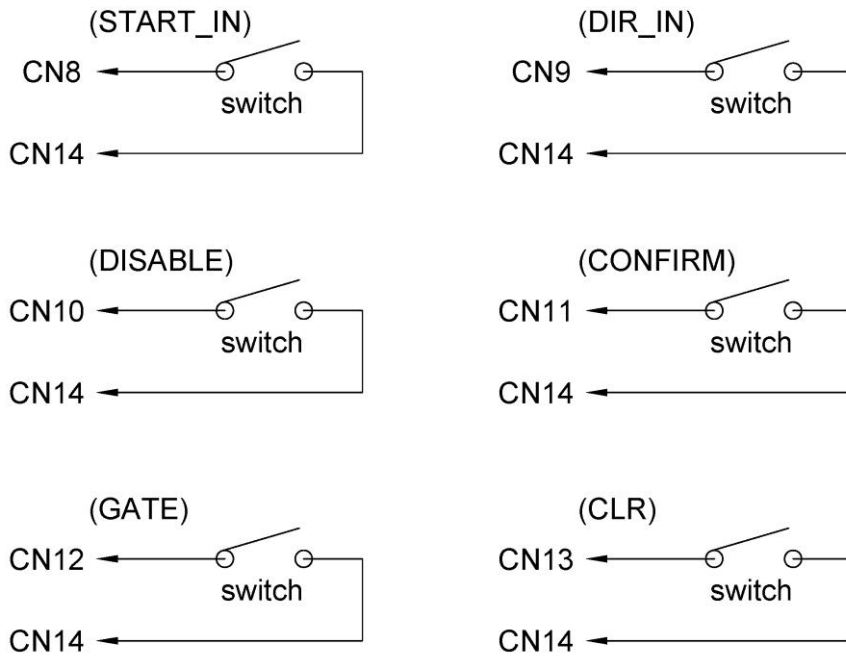 (START_IN)
CN8
switch
CN14
(DIR_IN)
CN9
switch
CN14
(DISABLE)
CN10
switch
CN14
(CONFIRM)
CN11
switch
CN14
(GATE)
CN12
switch
CN14
(CLR)
CN13
switch
CN14